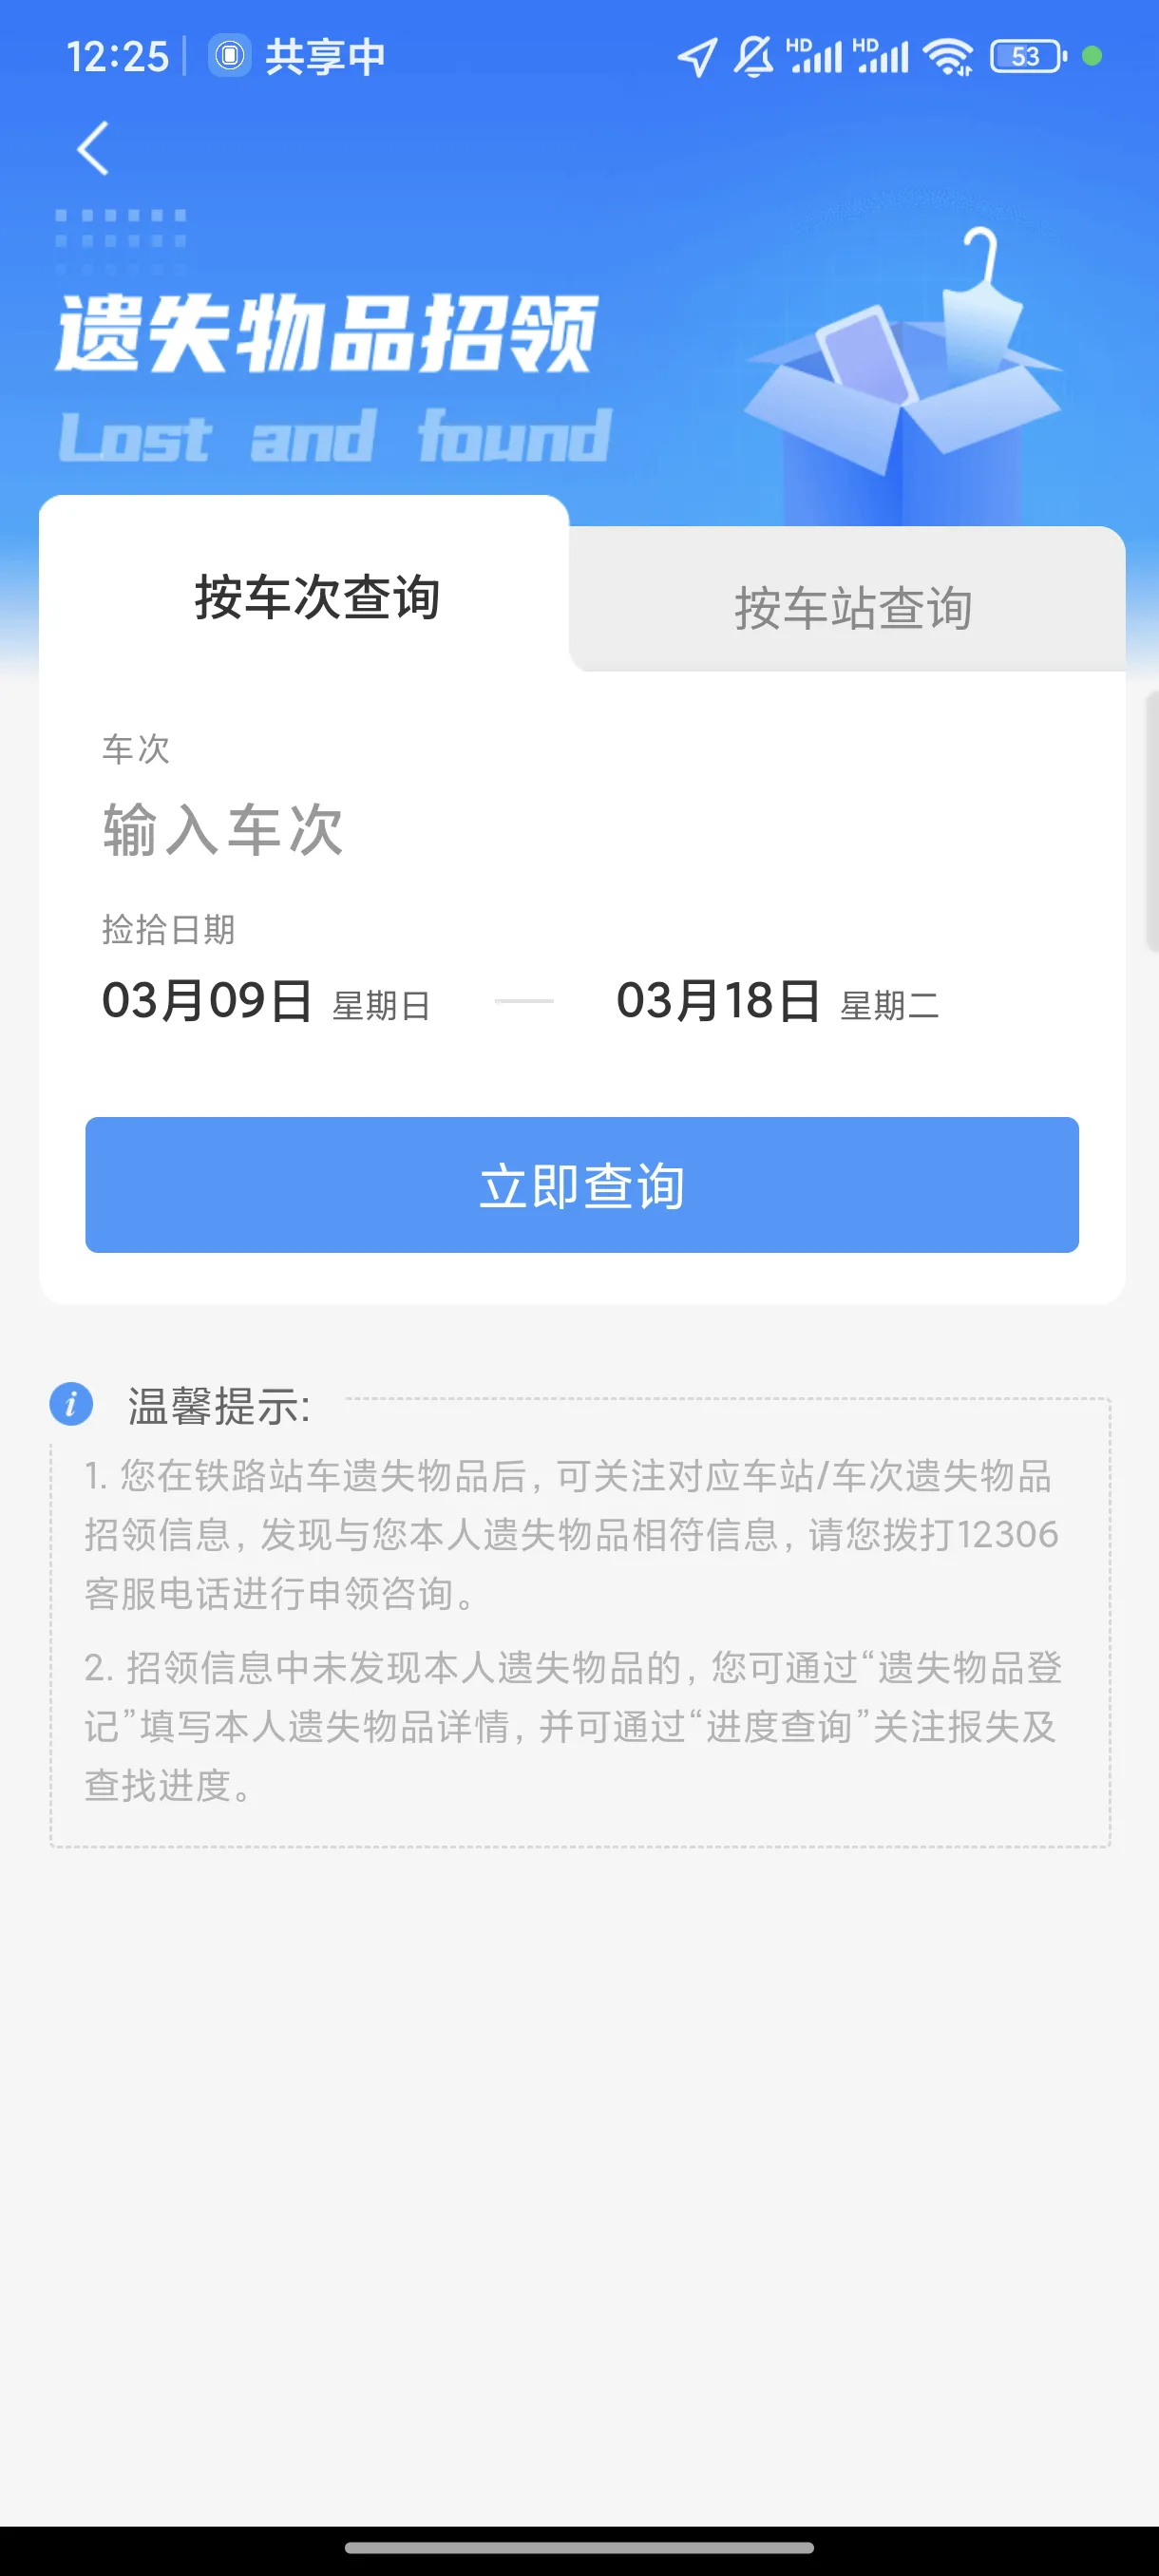 12:25 共享中 HD HD 53
遗失物品招领
Lost and found
按车次查询
按车站查询
车次
输入车次
捡拾日期
03月09日 星期日 — 03月18日 星期二
立即查询
温馨提示:
1. 您在铁路站车遗失物品后, 可关注对应车站/车次遗失物品
招领信息, 发现与您本人遗失物品相符信息, 请您拨打12306
客服电话进行申领咨询。
2. 招领信息中未发现本人遗失物品的, 您可通过“遗失物品登
记”填写本人遗失物品详情, 并可通过“进度查询”关注报失及
查找进度。